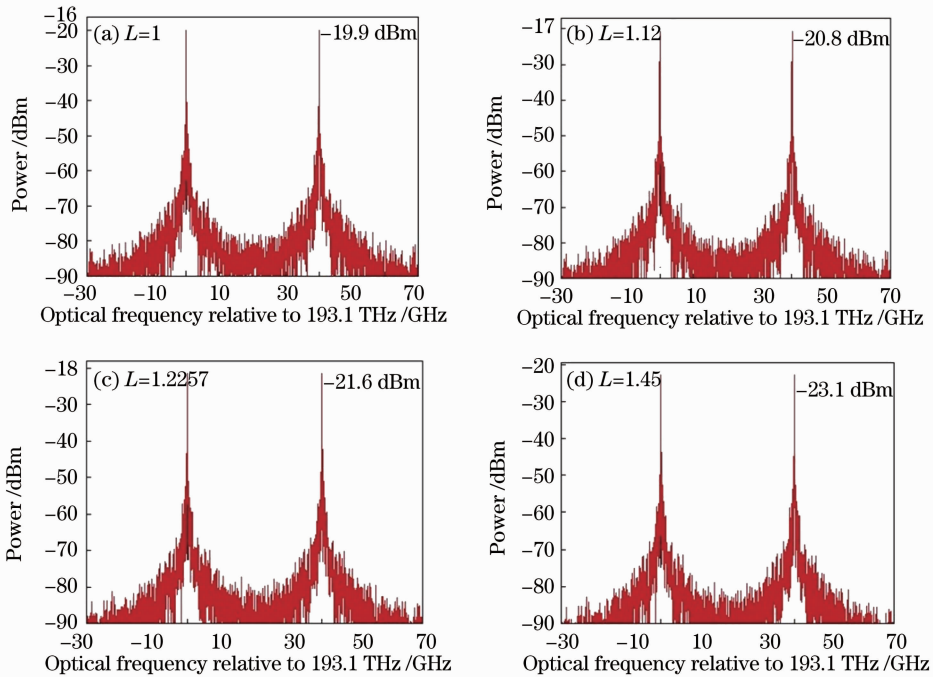 −16
−20
(a) L=1
−19.9 dBm
−30
−40
−50
−60
−70
−80
−90
Power /dBm
−30 −10 10 30 50 70
Optical frequency relative to 193.1 THz /GHz
−17
(b) L=1.12
−20.8 dBm
−30
−40
−50
−60
−70
−80
−90
Power /dBm
−30 −10 10 30 50 70
Optical frequency relative to 193.1 THz /GHz
−18
(c) L=1.2257
−21.6 dBm
−30
−40
−50
−60
−70
−80
−90
Power /dBm
−30 −10 10 30 50 70
Optical frequency relative to 193.1 THz /GHz
−20
(d) L=1.45
−23.1 dBm
−30
−40
−50
−60
−70
−80
−90
Power /dBm
−30 −10 10 30 50 70
Optical frequency relative to 193.1 THz /GHz